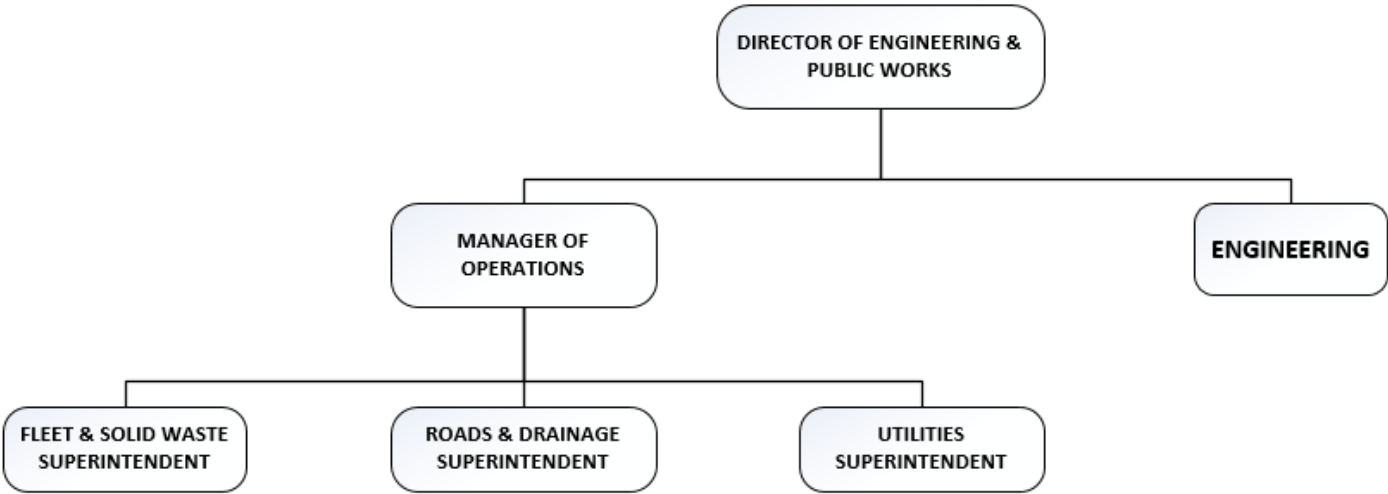 DIRECTOR OF ENGINEERING &
PUBLIC WORKS
MANAGER OF
OPERATIONS
ENGINEERING
FLEET & SOLID WASTE
SUPERINTENDENT
ROADS & DRAINAGE
SUPERINTENDENT
UTILITIES
SUPERINTENDENT